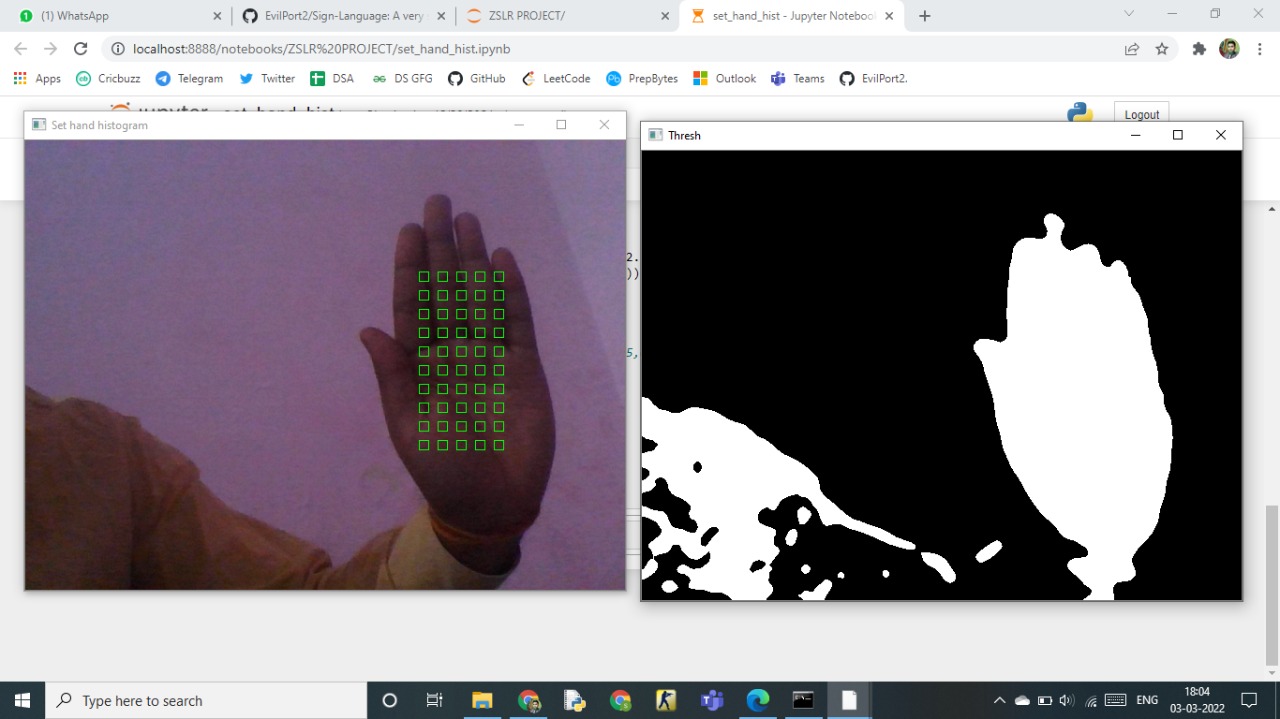 (1) WhatsApp
EvilPort2/Sign-Language: A very
ZSLR PROJECT/
set_hand_hist - Jupyter Notebook
localhost:8888/notebooks/ZSLR%20PROJECT/set_hand_hist.ipynb
Apps
Cricbuzz
Telegram
Twitter
DSA
DS GFG
GitHub
LeetCode
PrepBytes
Outlook
Teams
EvilPort2.
Logout
Set hand histogram
Thresh
2.
))
5,
Type here to search
ENG
18:04
03-03-2022